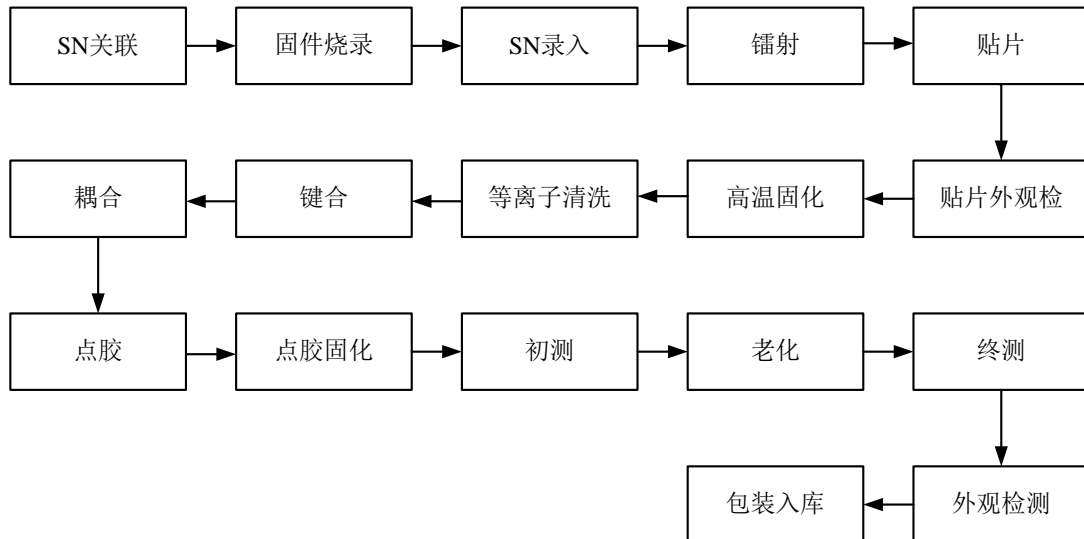 SN关联
固件烧录
SN录入
镭射
贴片
耦合
键合
等离子清洗
高温固化
贴片外观检
点胶
点胶固化
初测
老化
终测
包装入库
外观检测